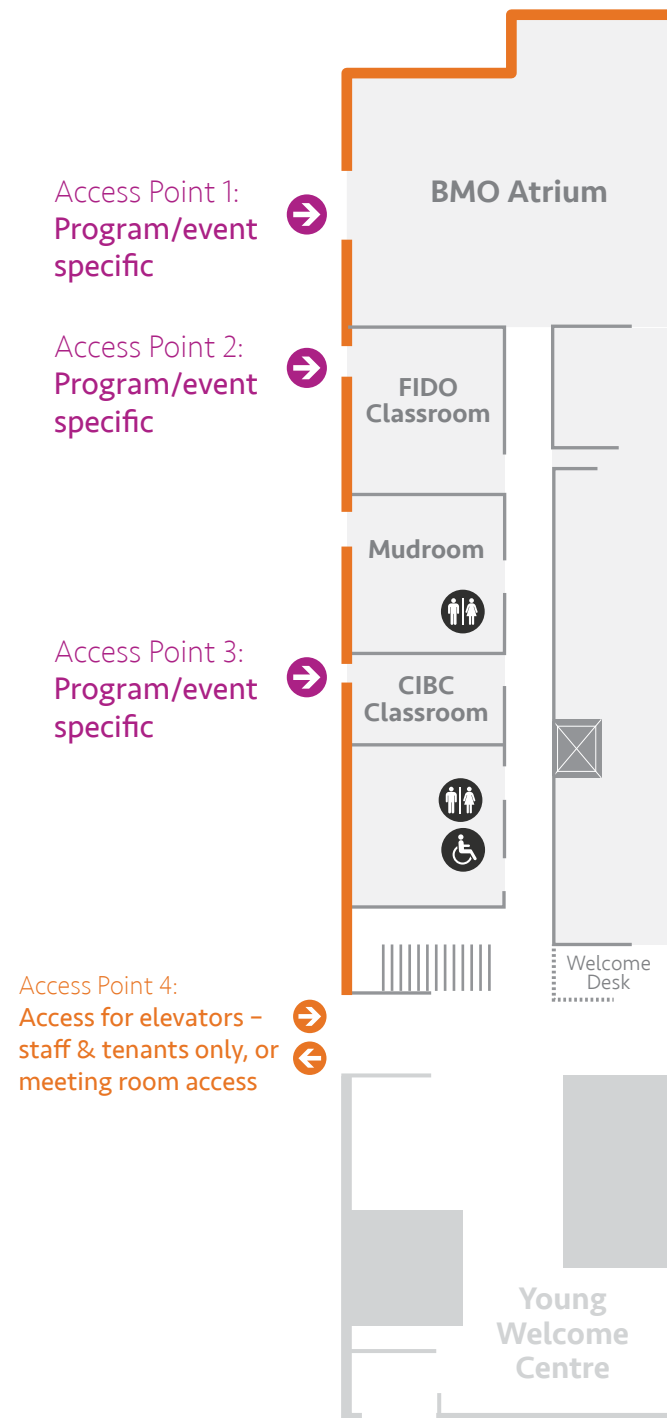 BMO Atrium
Access Point 1:
Program/event
specific
Access Point 2:
Program/event
specific
FIDO
Classroom
Mudroom
Access Point 3:
Program/event
specific
CIBC
Classroom
Welcome
Desk
Access Point 4:
Access for elevators –
staff & tenants only, or
meeting room access
Young
Welcome
Centre